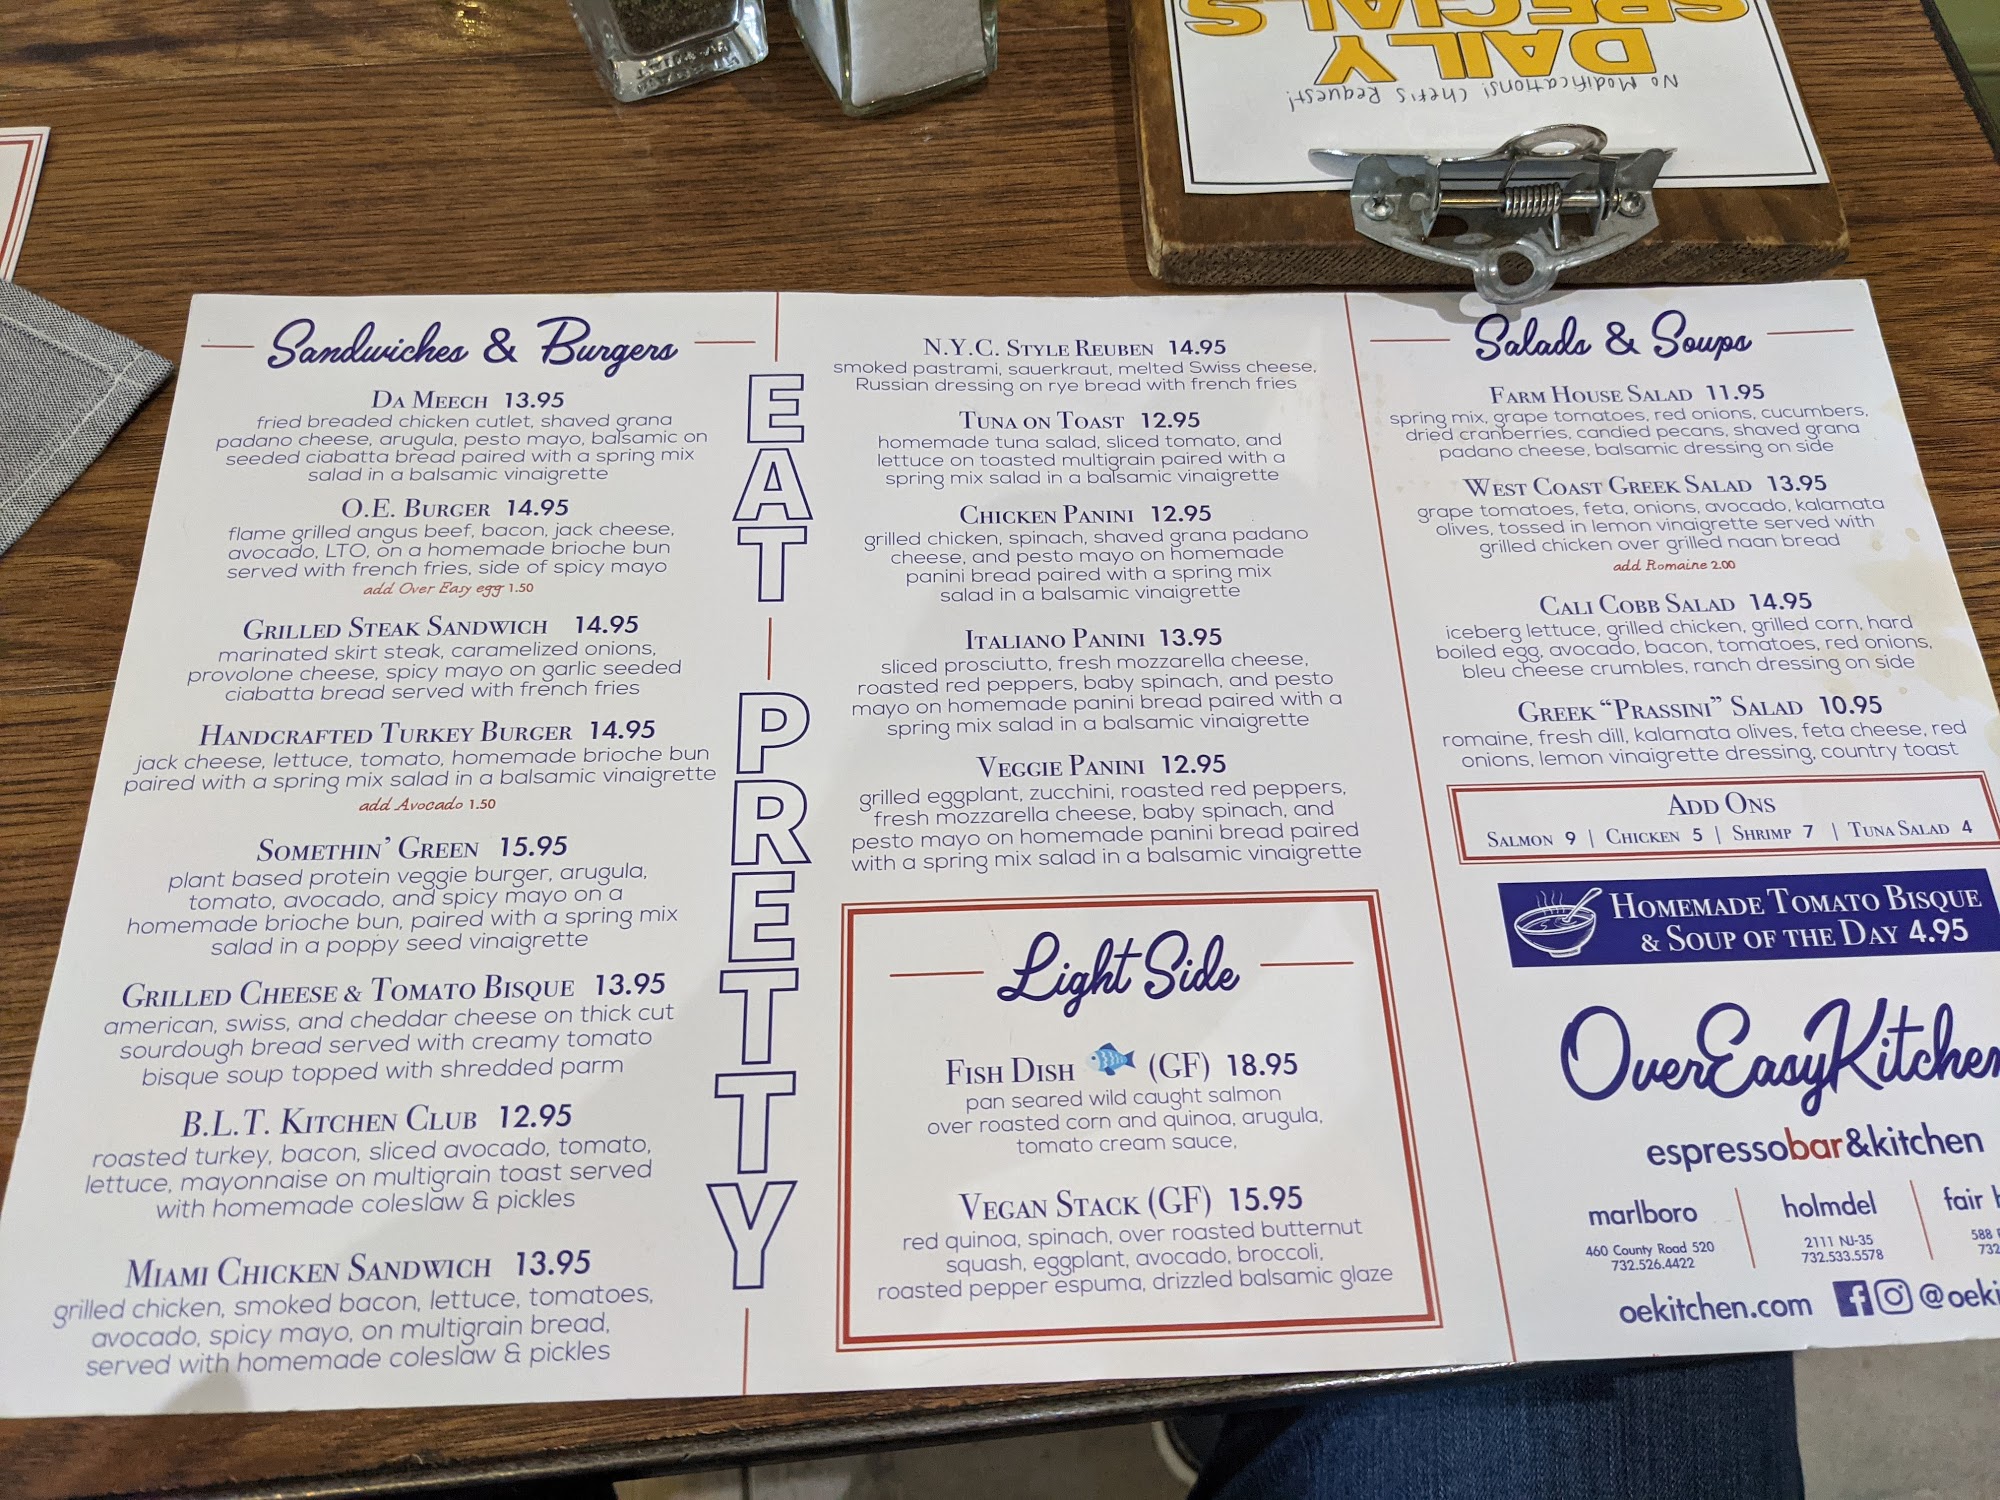 DAILY
SPECIALS
No Modifications! Chef's Request!
Sandwiches & Burgers
DA MEECH 13.95
fried breaded chicken cutlet, shaved grana
padano cheese, arugula, pesto mayo, balsamic on
seeded ciabatta bread paired with a spring mix
salad in a balsamic vinaigrette
O.E. BURGER 14.95
flame grilled angus beef, bacon, jack cheese,
avocado, LTO, on a homemade brioche bun
served with french fries, side of spicy mayo
add Over Easy egg 1.50
GRILLED STEAK SANDWICH 14.95
marinated skirt steak, caramelized onions,
provolone cheese, spicy mayo on garlic seeded
ciabatta bread served with french fries
HANDCRAFTED TURKEY BURGER 14.95
jack cheese, lettuce, tomato, homemade brioche bun
paired with a spring mix salad in a balsamic vinaigrette
add Avocado 1.50
SOMETHIN' GREEN 15.95
plant based protein veggie burger, arugula,
tomato, avocado, and spicy mayo on a
homemade brioche bun, paired with a spring mix
salad in a poppy seed vinaigrette
GRILLED CHEESE & TOMATO BISQUE 13.95
american, swiss, and cheddar cheese on thick cut
sourdough bread served with creamy tomato
bisque soup topped with shredded parm
B.L.T. KITCHEN CLUB 12.95
roasted turkey, bacon, sliced avocado, tomato,
lettuce, mayonnaise on multigrain toast served
with homemade coleslaw & pickles
MIAMI CHICKEN SANDWICH 13.95
grilled chicken, smoked bacon, lettuce, tomatoes,
avocado, spicy mayo, on multigrain bread,
served with homemade coleslaw & pickles
EAT PRETTY
N.Y.C. STYLE REUBEN 14.95
smoked pastrami, sauerkraut, melted Swiss cheese,
Russian dressing on rye bread with french fries
TUNA ON TOAST 12.95
homemade tuna salad, sliced tomato, and
lettuce on toasted multigrain paired with a
spring mix salad in a balsamic vinaigrette
CHICKEN PANINI 12.95
grilled chicken, spinach, shaved grana padano
cheese, and pesto mayo on homemade
panini bread paired with a spring mix
salad in a balsamic vinaigrette
ITALIANO PANINI 13.95
sliced prosciutto, fresh mozzarella cheese,
roasted red peppers, baby spinach, and pesto
mayo on homemade panini bread paired with a
spring mix salad in a balsamic vinaigrette
VEGGIE PANINI 12.95
grilled eggplant, zucchini, roasted red peppers,
fresh mozzarella cheese, baby spinach, and
pesto mayo on homemade panini bread paired
with a spring mix salad in a balsamic vinaigrette
Light Side
FISH DISH (GF) 18.95
pan seared wild caught salmon
over roasted corn and quinoa, arugula,
tomato cream sauce,
VEGAN STACK (GF) 15.95
red quinoa, spinach, over roasted butternut
squash, eggplant, avocado, broccoli,
roasted pepper espuma, drizzled balsamic glaze
Salads & Soups
FARM HOUSE SALAD 11.95
spring mix, grape tomatoes, red onions, cucumbers,
dried cranberries, candied pecans, shaved grana
padano cheese, balsamic dressing on side
WEST COAST GREEK SALAD 13.95
grape tomatoes, feta, onions, avocado, kalamata
olives, tossed in lemon vinaigrette served with
grilled chicken over grilled naan bread
add Romaine 2.00
CALI COBB SALAD 14.95
iceberg lettuce, grilled chicken, grilled corn, hard
boiled egg, avocado, bacon, tomatoes, red onions,
bleu cheese crumbles, ranch dressing on side
GREEK "PRASSINI" SALAD 10.95
romaine, fresh dill, kalamata olives, feta cheese, red
onions, lemon vinaigrette dressing, country toast
ADD ONS
SALMON 9 | CHICKEN 5 | SHRIMP 7 | TUNA SALAD 4
HOMEMADE TOMATO BISQUE
& SOUP OF THE DAY 4.95
OverEasyKitchen
espressobar&kitchen
marlboro
460 County Road 520
732.526.4422
holmdel
2111 NJ-35
732.533.5578
fair
588
732
oekitchen.com @oeki